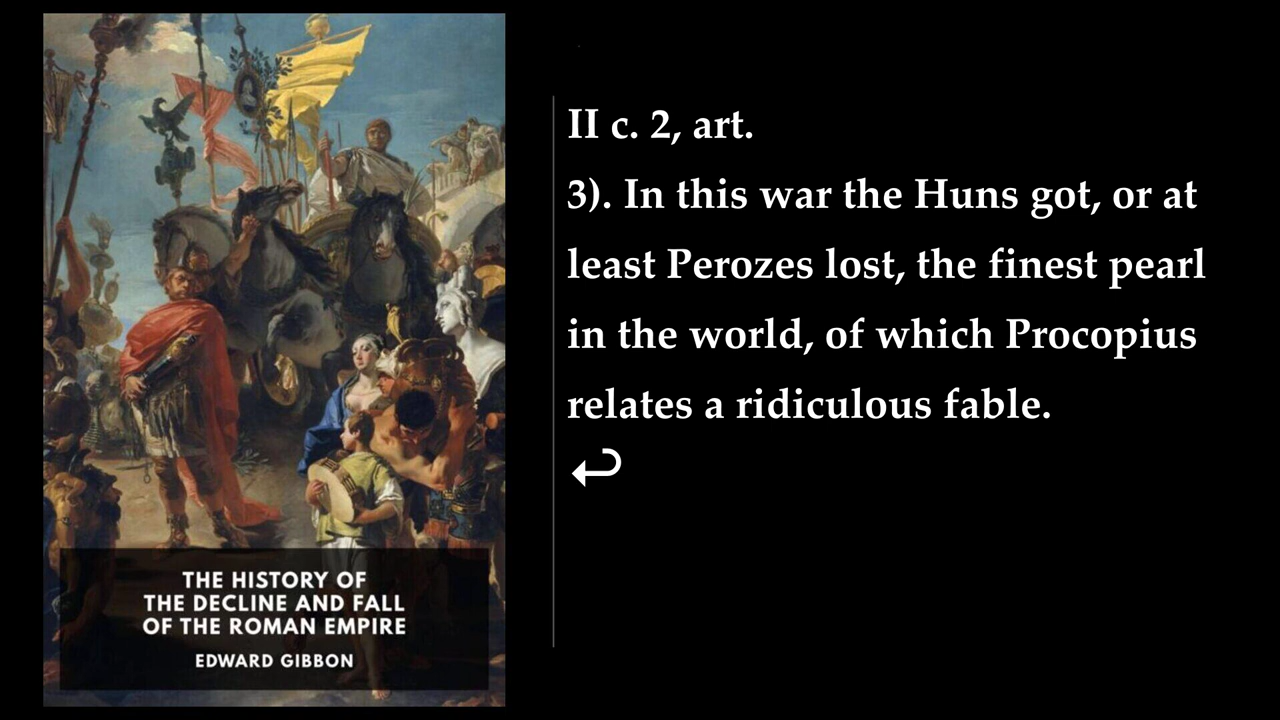 THE HISTORY OF
THE DECLINE AND FALL
OF THE ROMAN EMPIRE
EDWARD GIBBON
II c. 2, art.
3). In this war the Huns got, or at
least Perozes lost, the finest pearl
in the world, of which Procopius
relates a ridiculous fable.
↩